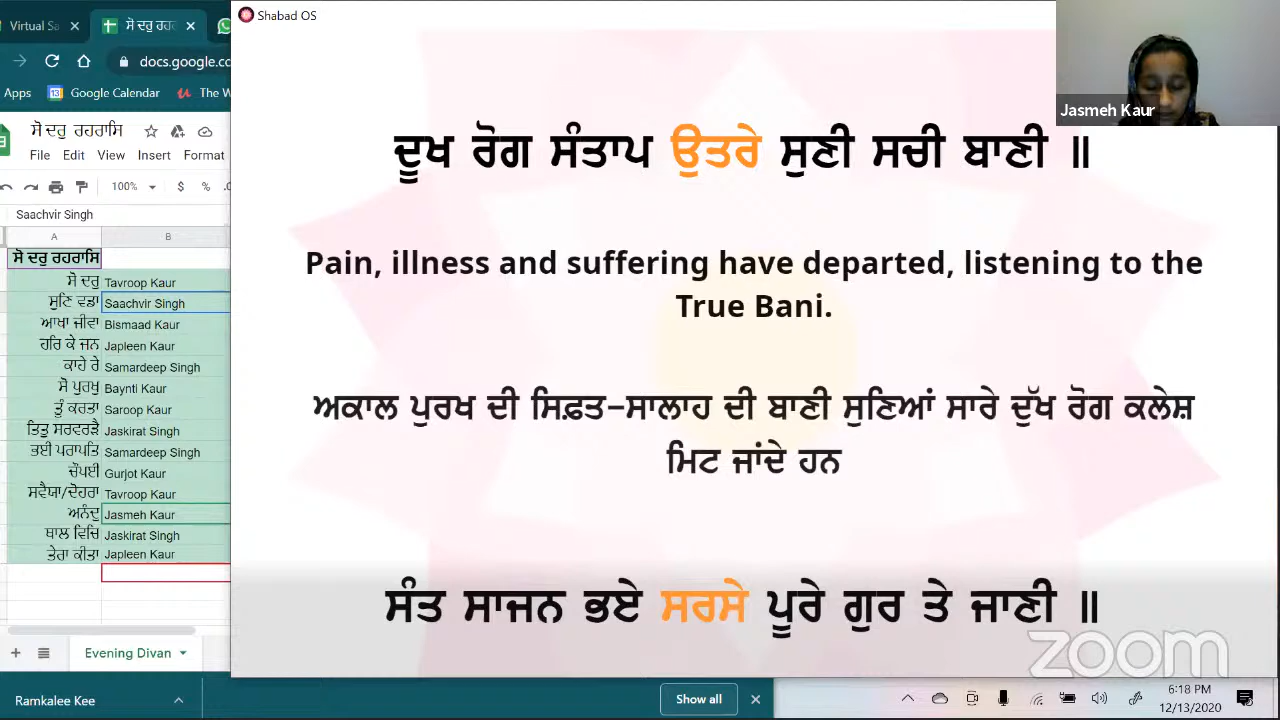 Shabad OS
Virtual Sa
ਸੋ ਦਰੁ ਰਹਰ
docs.google.co
Apps
Google Calendar
The W
ਸੋ ਦਰੁ ਰਹਰਾਸਿ
File Edit View Insert Format
100% $ % .0
Saachvir Singh
A B
ਸੋ ਦਰੁ ਰਹਰਾਸਿ
ਸੋ ਦਰੁ Tavroop Kaur
ਸੁਣਿ ਵਡਾ Saachvir Singh
ਆਖਾ ਜੀਵਾ Bismaad Kaur
ਹਰਿ ਕੇ ਜਨ Japleen Kaur
ਕਾਹੇ ਰੇ Samardeep Singh
ਸੋ ਪੁਰਖੁ Baynti Kaur
ਤੂੰ ਕਰਤਾ Saroop Kaur
ਤਿਤੁ ਸਰਵਰੜੈ Jaskirat Singh
ਭਈ ਪਰਾਪਤਿ Samardeep Singh
ਚੌਪਈ Gurjot Kaur
ਸਵੈਯਾ/ਦੋਹਰਾ Tavroop Kaur
ਅਨੰਦੁ Jasmeh Kaur
ਥਾਲ ਵਿਚਿ Jaskirat Singh
ਤੇਰਾ ਕੀਤਾ Japleen Kaur
Evening Divan
Jasmeh Kaur
ਦੂਖ ਰੋਗ ਸੰਤਾਪ ਉਤਰੇ ਸੁਣੀ ਸਚੀ ਬਾਣੀ ॥
Pain, illness and suffering have departed, listening to the
True Bani.
ਅਕਾਲ ਪੁਰਖ ਦੀ ਸਿਫ਼ਤ-ਸਾਲਾਹ ਦੀ ਬਾਣੀ ਸੁਣਿਆਂ ਸਾਰੇ ਦੁੱਖ ਰੋਗ ਕਲੇਸ਼
ਮਿਟ ਜਾਂਦੇ ਹਨ
ਸੰਤ ਸਾਜਨ ਭਏ ਸਰਸੇ ਪੂਰੇ ਗੁਰ ਤੇ ਜਾਣੀ ॥
zoom
Ramkalee Kee
Show all
6:18 PM
12/13/2020